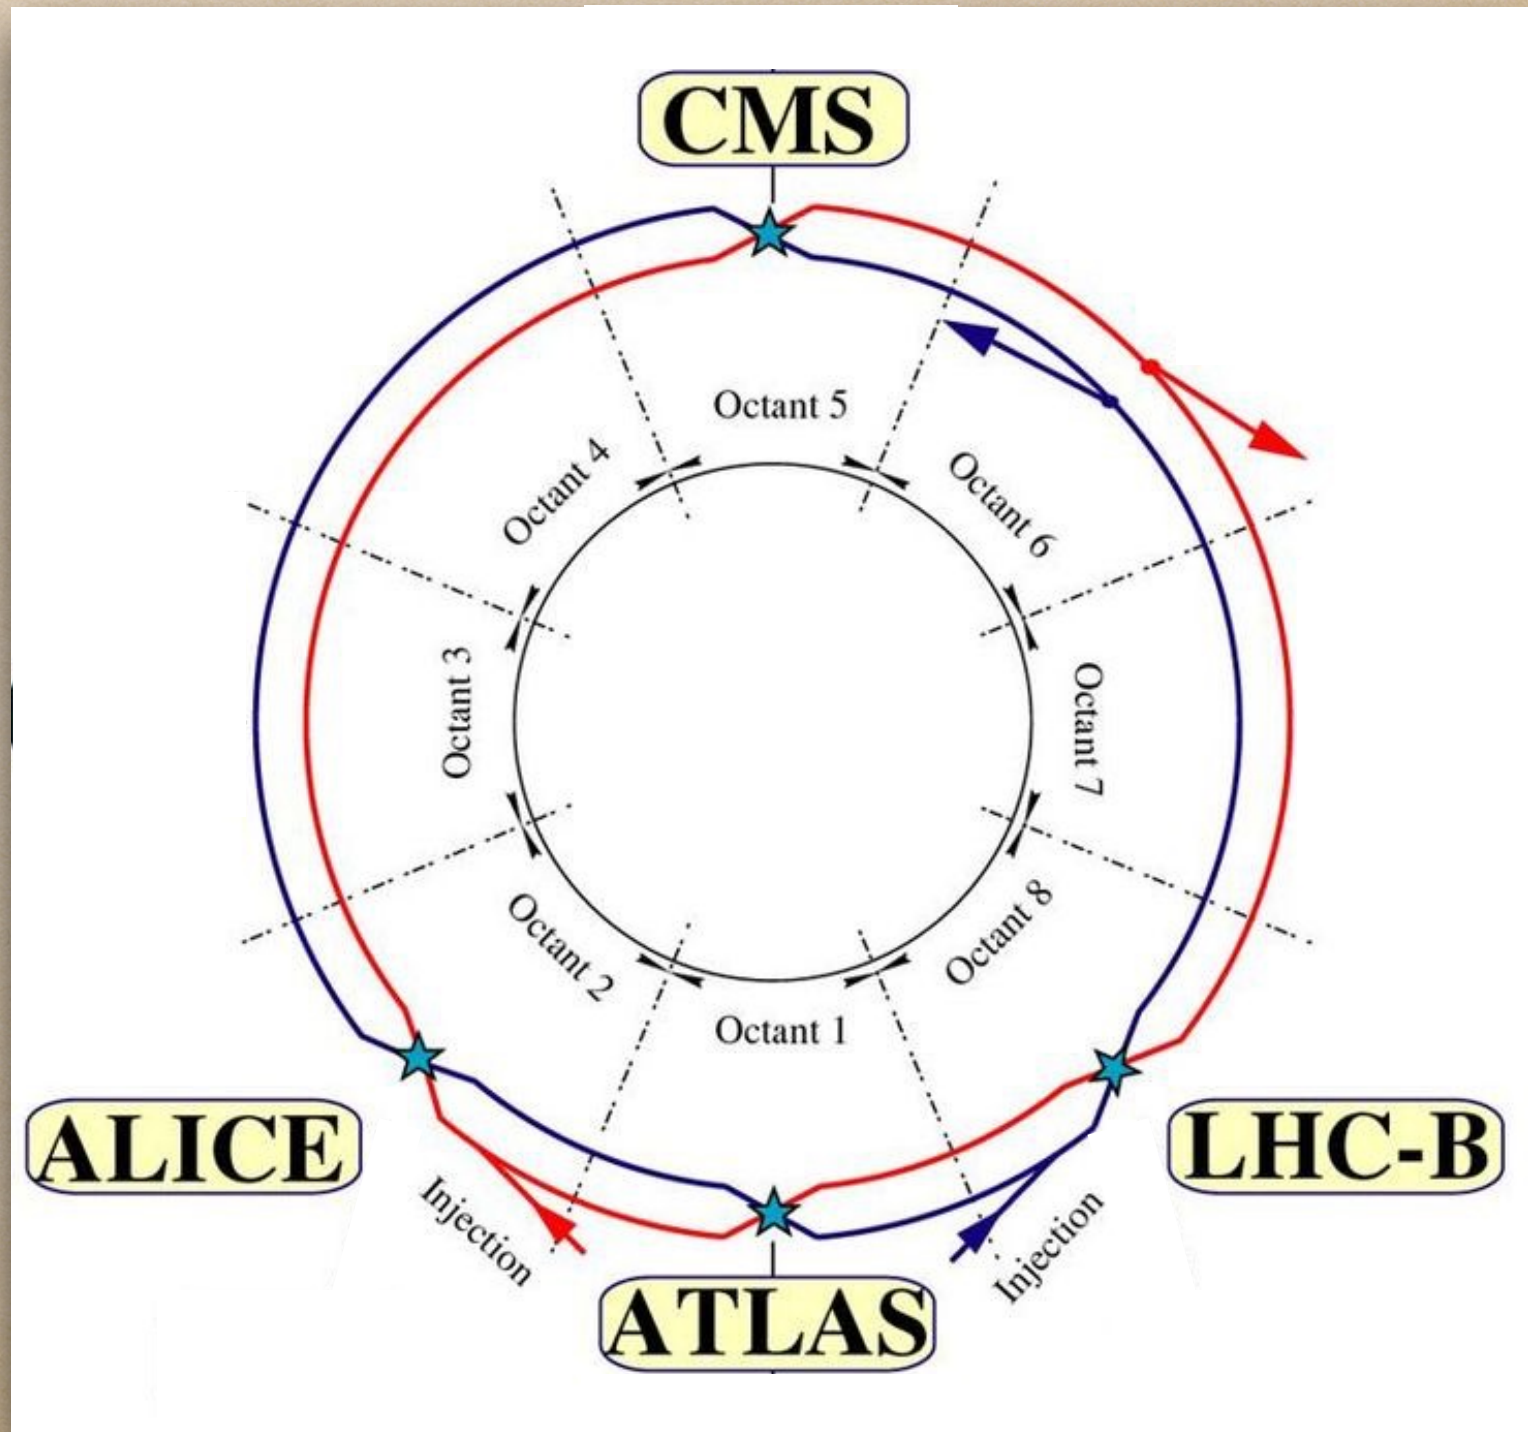 CMS
Octant 5
Octant 4
Octant 6
Octant 3
Octant 7
Octant 2
Octant 8
Octant 1
ALICE
LHC-B
Injection
Injection
ATLAS